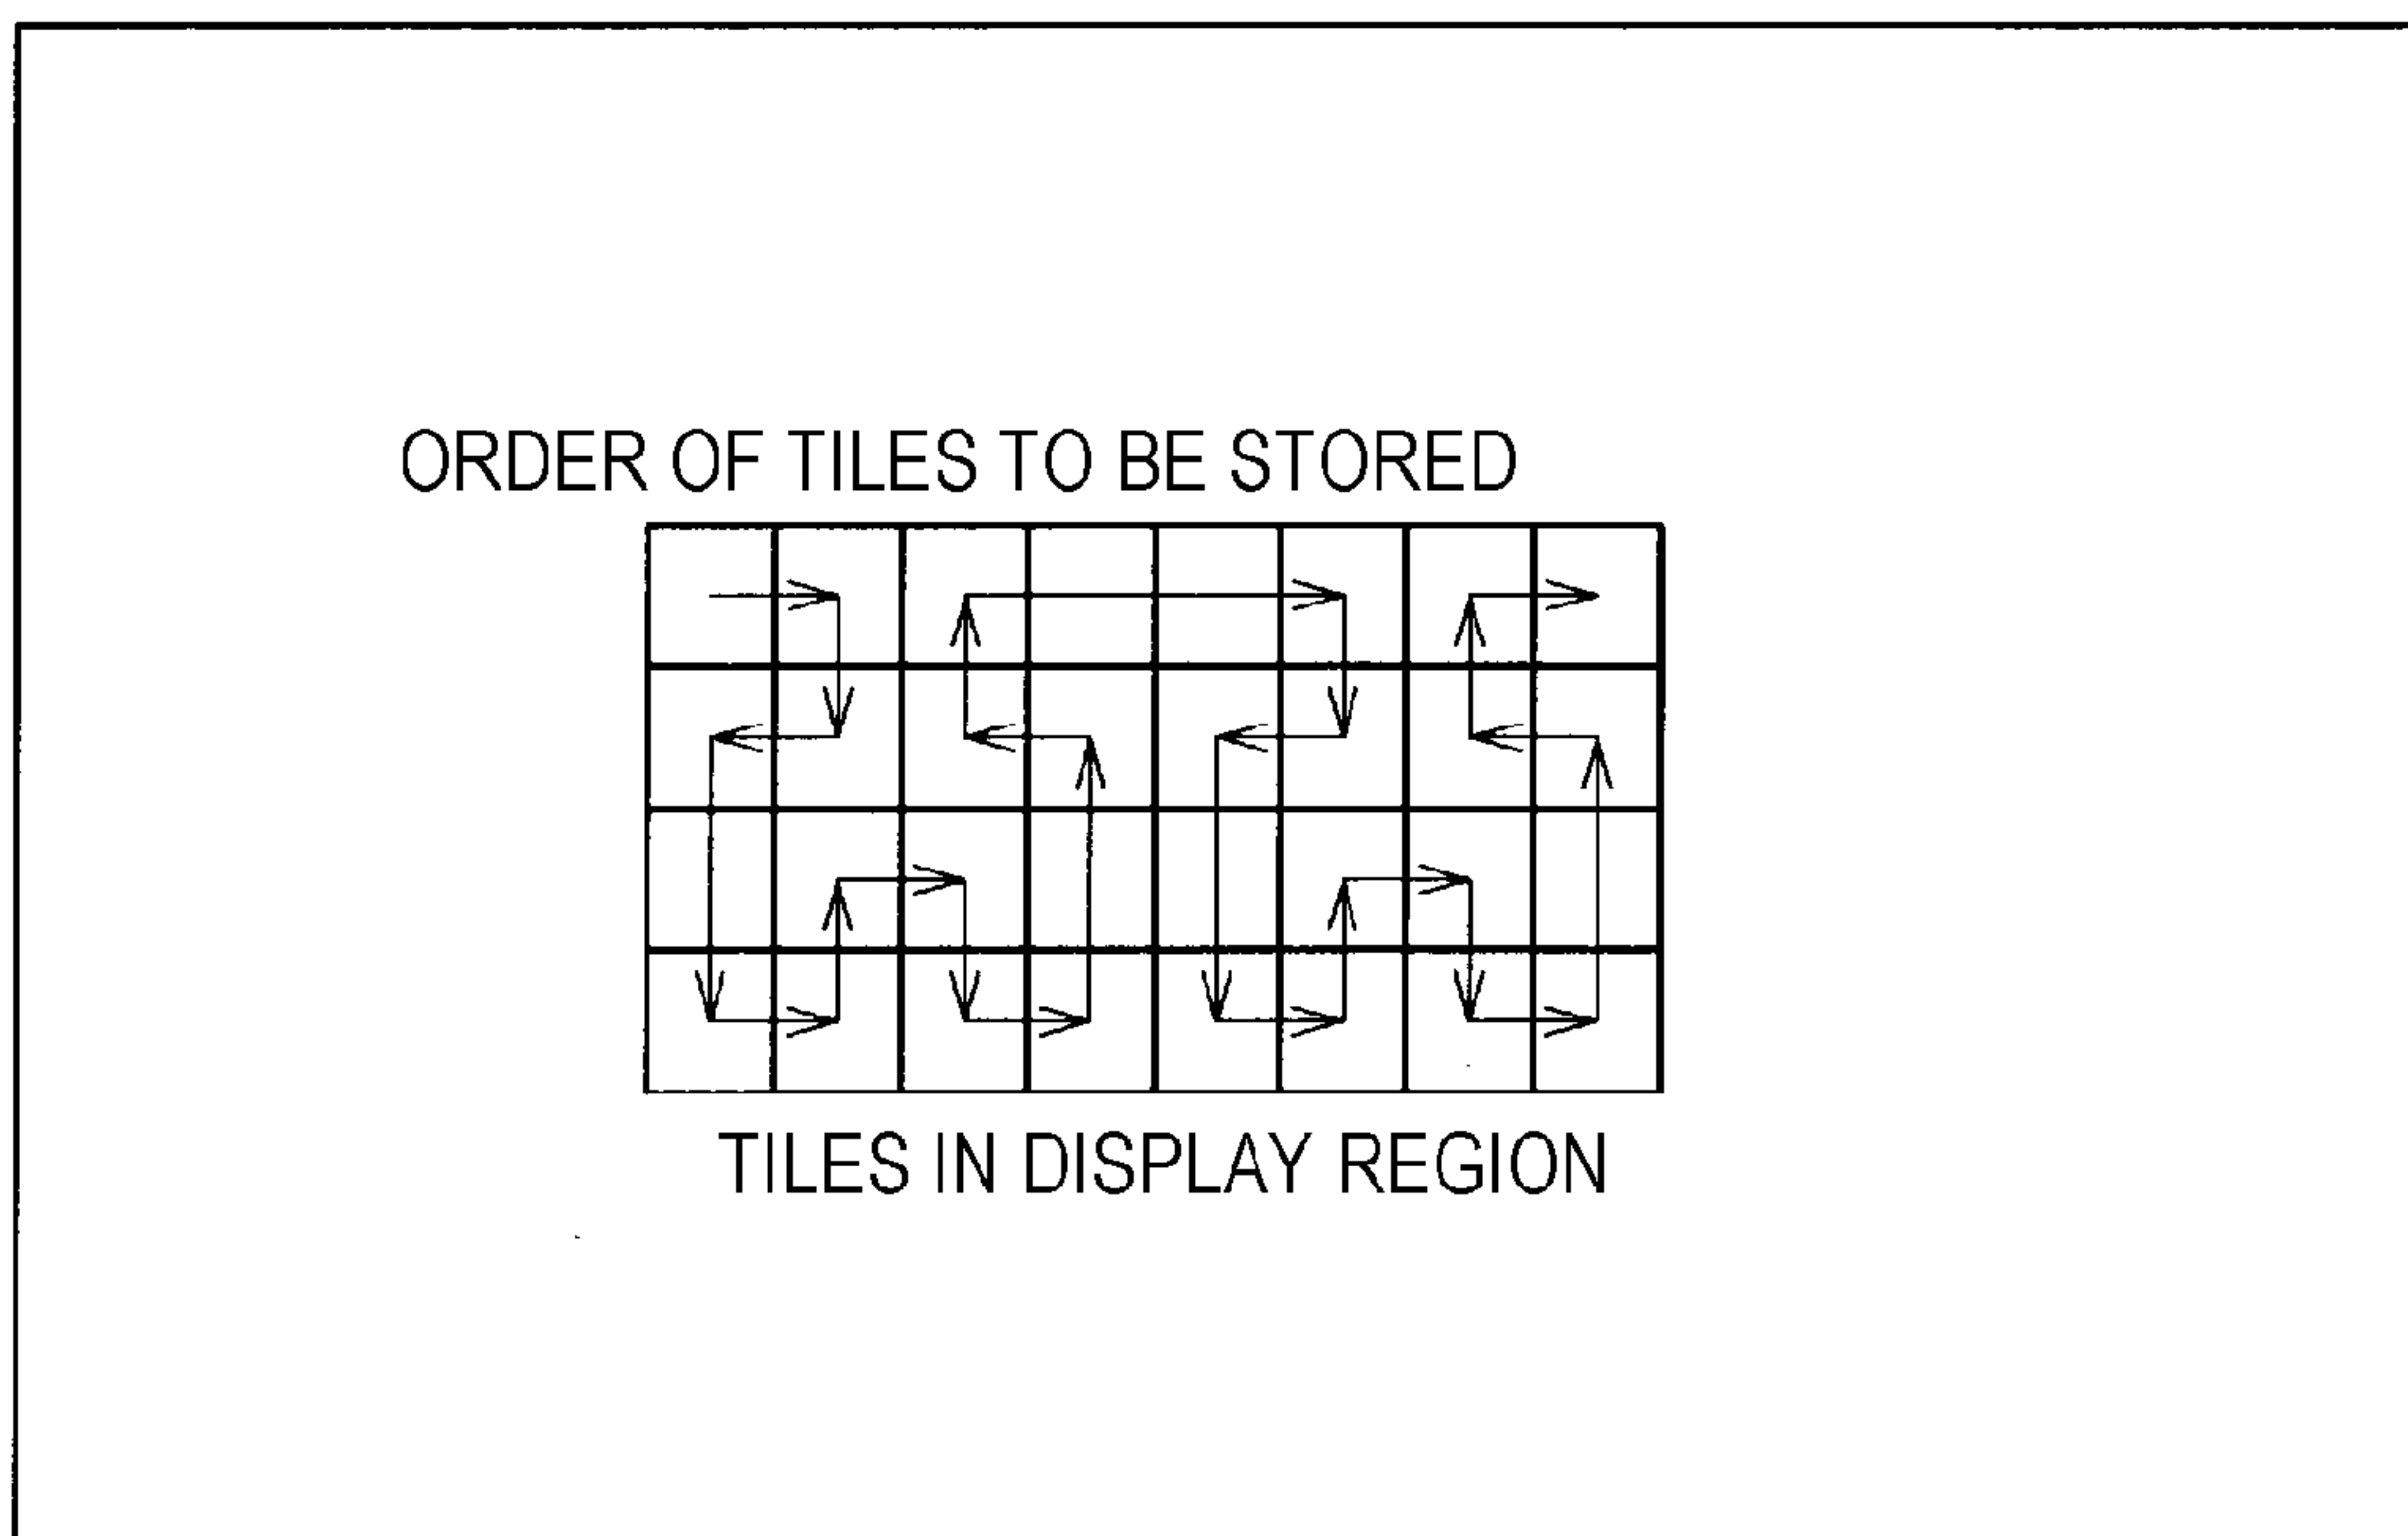 ORDER OF TILES TO BE STORED
TILES IN DISPLAY REGION